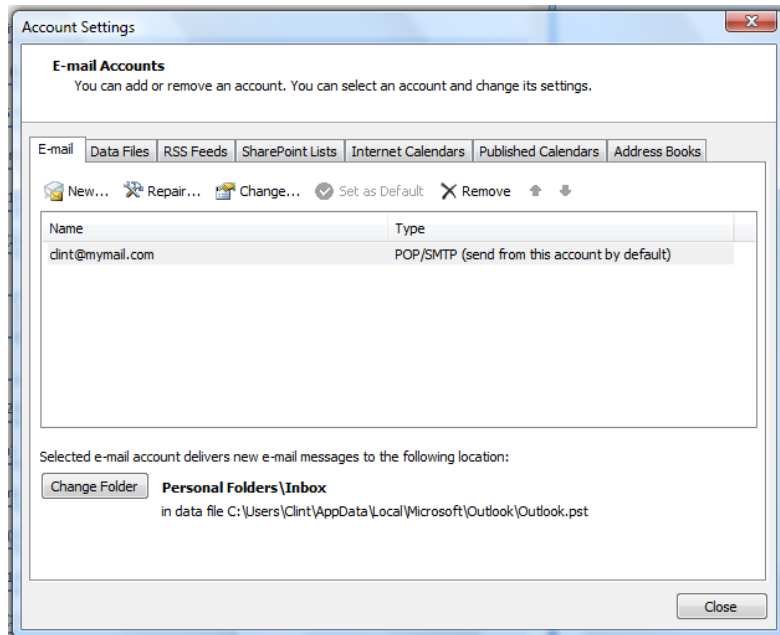 Account Settings
E-mail Accounts
You can add or remove an account. You can select an account and change its settings.
E-mail Data Files RSS Feeds SharePoint Lists Internet Calendars Published Calendars Address Books
New... Repair... Change... Set as Default Remove
Name Type
clint@mymail.com POP/SMTP (send from this account by default)
Selected e-mail account delivers new e-mail messages to the following location:
Change Folder Personal Folders\Inbox
in data file C:\Users\Clint\AppData\Local\Microsoft\Outlook\Outlook.pst
Close